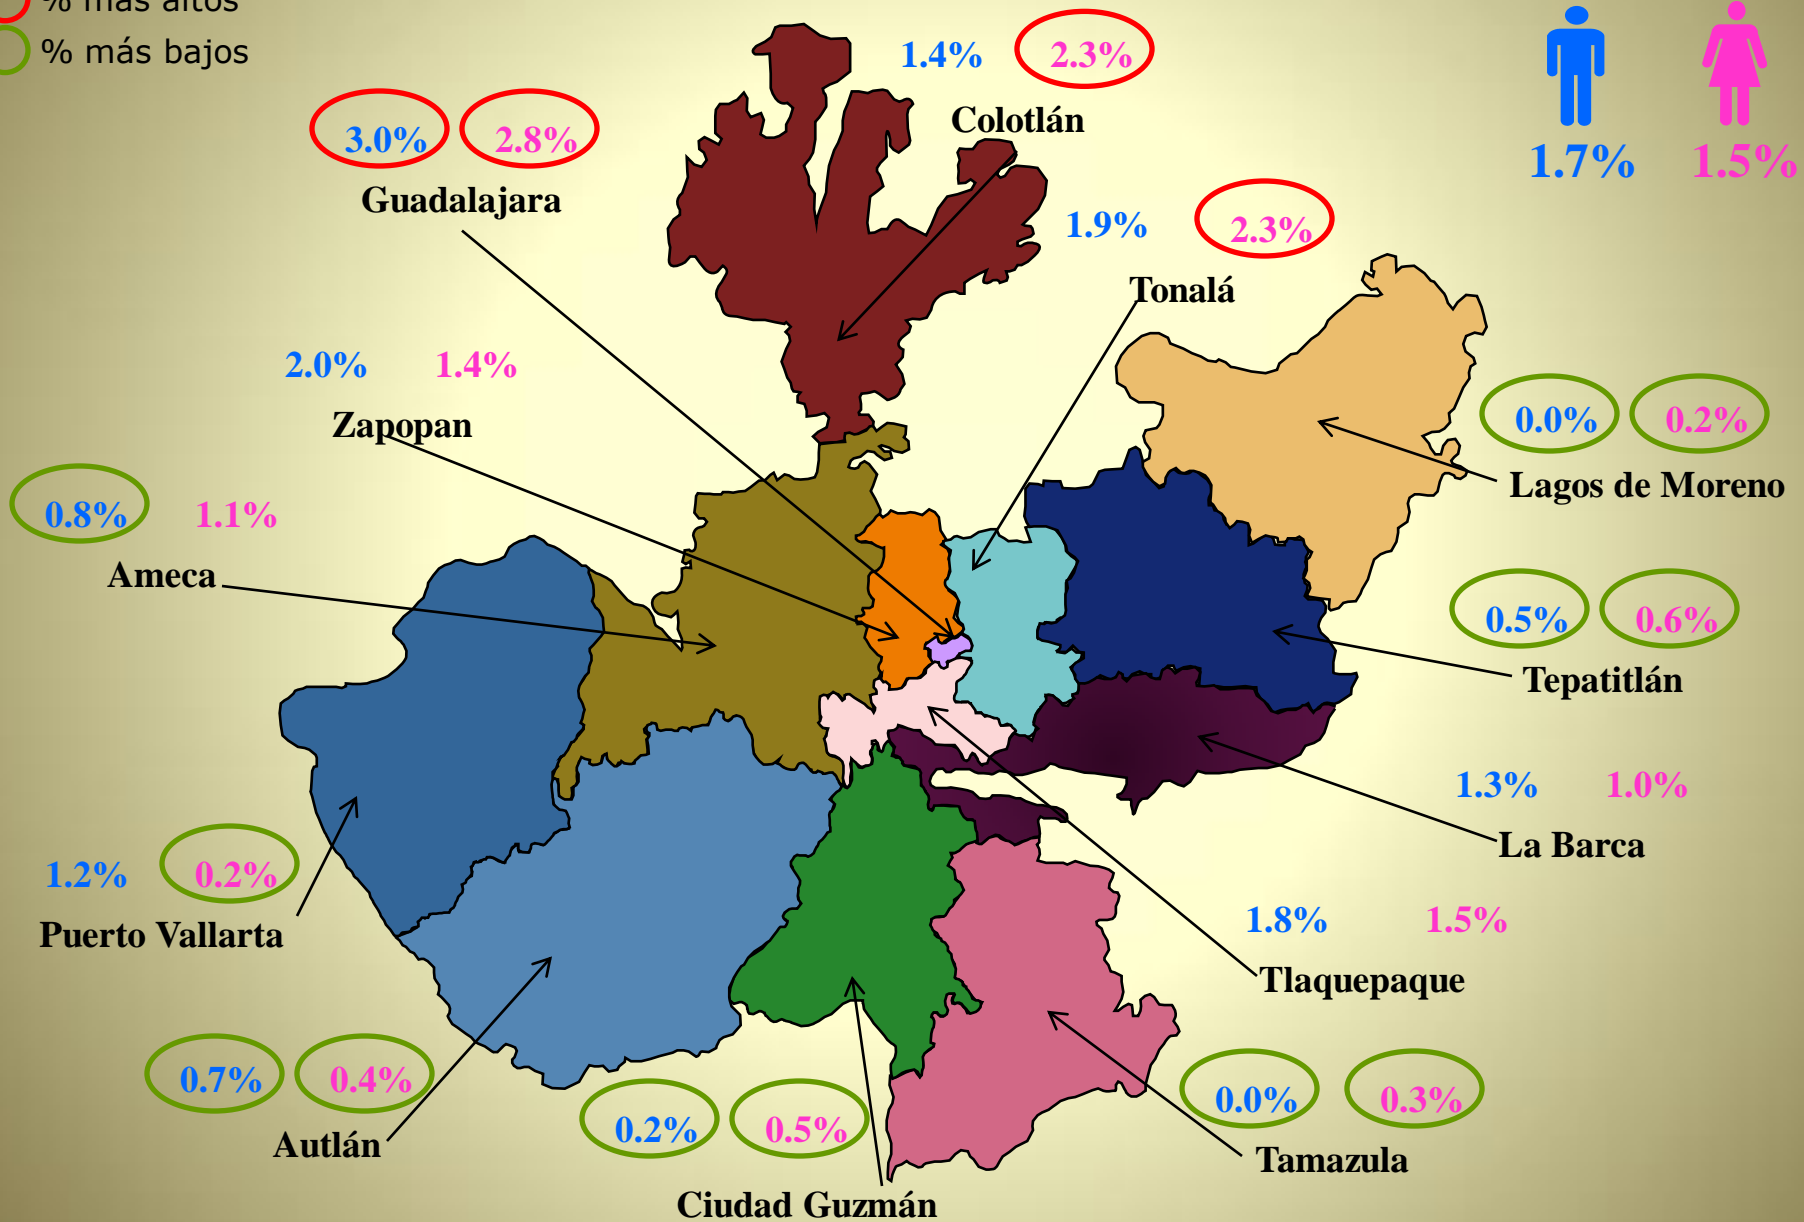 % más altos
% más bajos
1.4% 2.3%
Colotlán
1.7% 1.5%
3.0% 2.8%
Guadalajara
1.9% 2.3%
Tonalá
2.0% 1.4%
Zapopan
0.0% 0.2%
Lagos de Moreno
0.8% 1.1%
Ameca
0.5% 0.6%
Tepatitlán
1.3% 1.0%
La Barca
1.2% 0.2%
Puerto Vallarta
1.8% 1.5%
Tlaquepaque
0.7% 0.4%
Autlán
0.2% 0.5%
Ciudad Guzmán
0.0% 0.3%
Tamazula